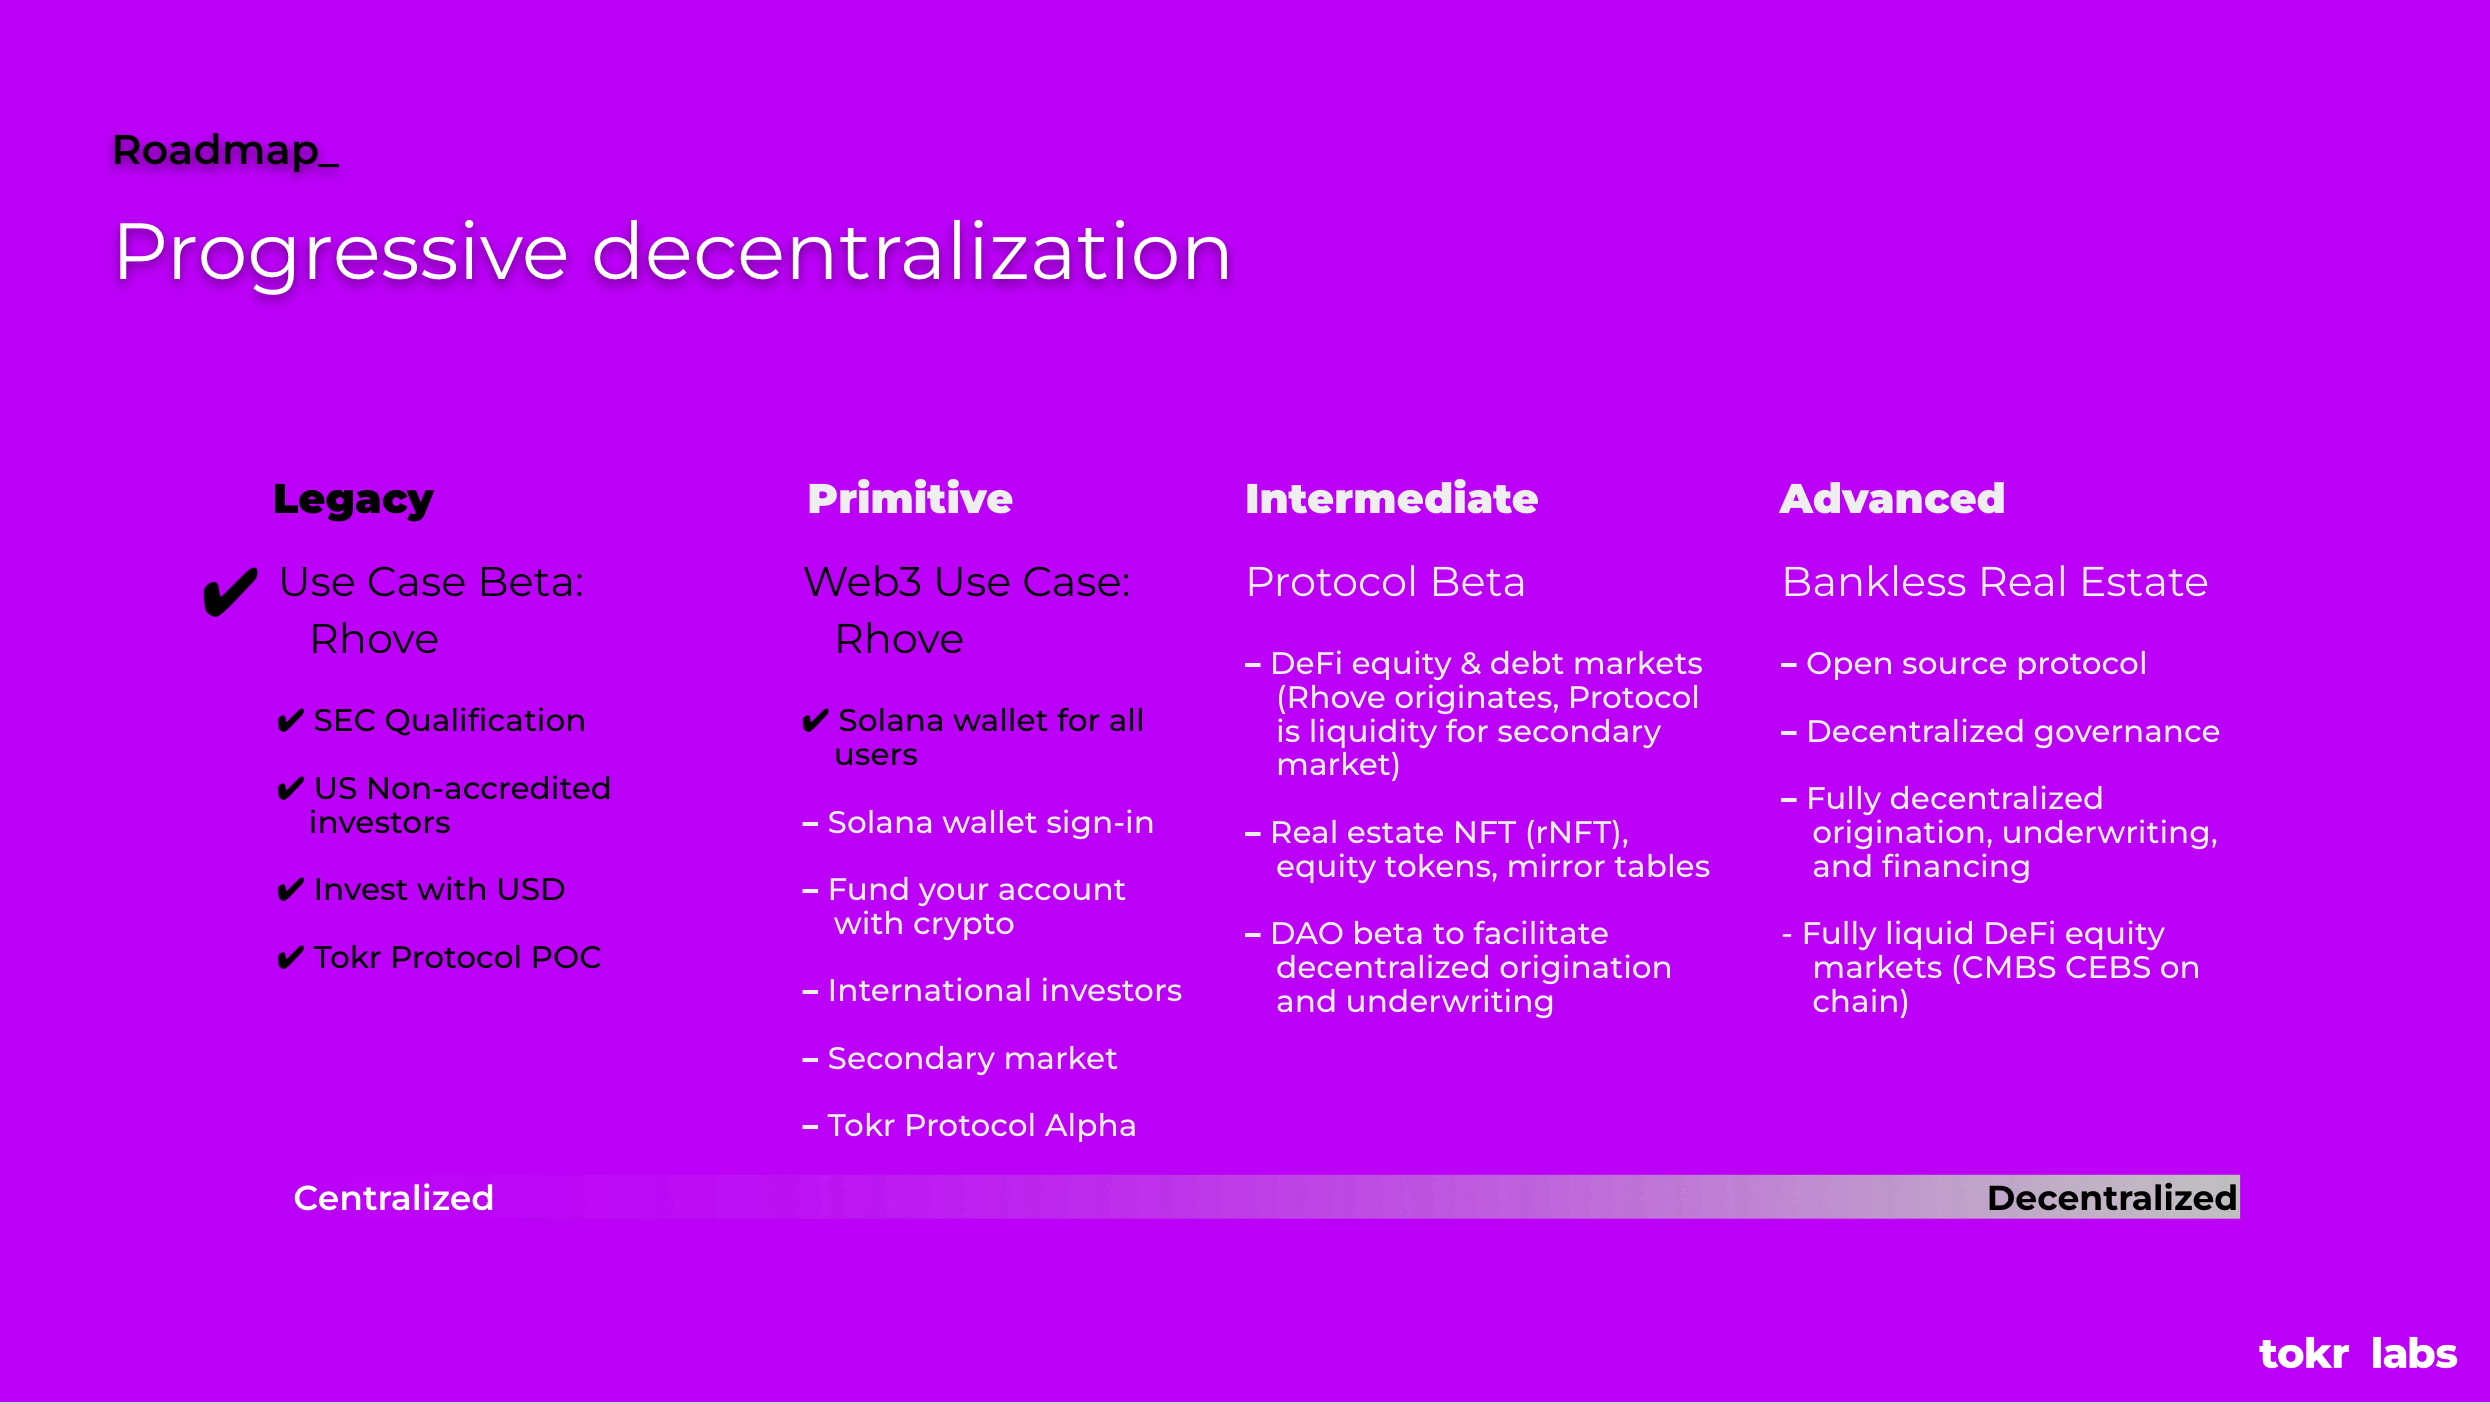 Roadmap_
Progressive decentralization
Legacy
✔ Use Case Beta:
Rhove
✔ SEC Qualification
✔ US Non-accredited
investors
✔ Invest with USD
✔ Tokr Protocol POC
Primitive
Web3 Use Case:
Rhove
✔ Solana wallet for all
users
– Solana wallet sign-in
– Fund your account
with crypto
– International investors
– Secondary market
– Tokr Protocol Alpha
Intermediate
Protocol Beta
– DeFi equity & debt markets
(Rhove originates, Protocol
is liquidity for secondary
market)
– Real estate NFT (rNFT),
equity tokens, mirror tables
– DAO beta to facilitate
decentralized origination
and underwriting
Advanced
Bankless Real Estate
– Open source protocol
– Decentralized governance
– Fully decentralized
origination, underwriting,
and financing
- Fully liquid DeFi equity
markets (CMBS CEBS on
chain)
Centralized
Decentralized
tokr labs